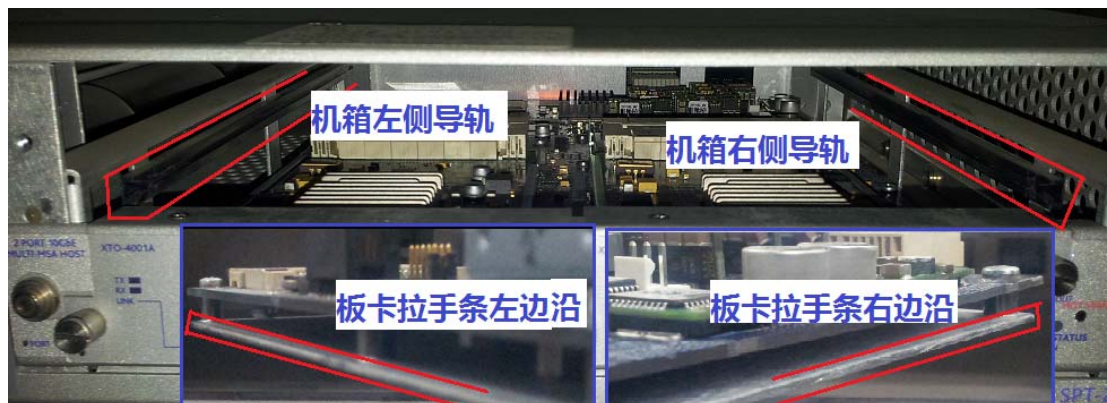 机箱左侧导轨
机箱右侧导轨
2 PORT 10GbE
MULTI-MSA HOST
XTO-4001A
TX
RX
LINK
PORT
板卡拉手条左边沿
板卡拉手条右边沿
STATUS
SPT-